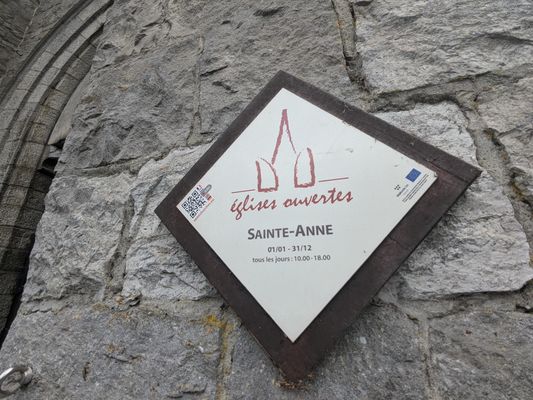 églises ouvertes
SAINTE-ANNE
01/01 - 31/12
tous les jours : 10.00 - 18.00